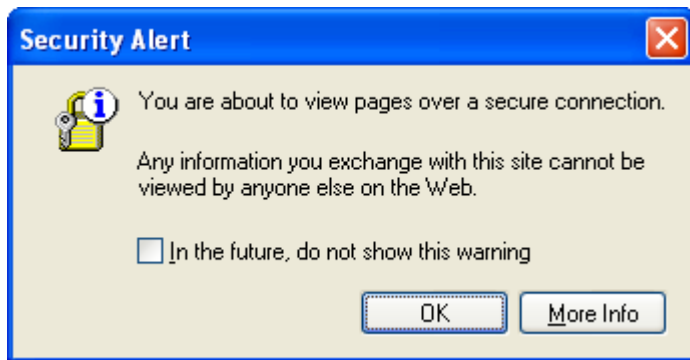 Security Alert
You are about to view pages over a secure connection.
Any information you exchange with this site cannot be
viewed by anyone else on the Web.
In the future, do not show this warning
OK
More Info